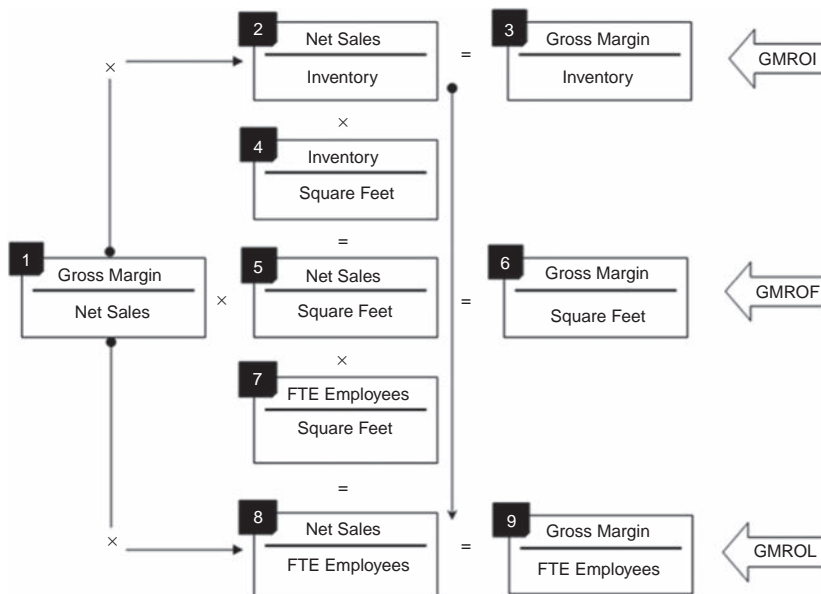 2
Net Sales
Inventory
=
3
Gross Margin
Inventory
GMROI
×
×
4
Inventory
Square Feet
=
1
Gross Margin
Net Sales
×
5
Net Sales
Square Feet
=
6
Gross Margin
Square Feet
GMROF
×
7
FTE Employees
Square Feet
=
×
8
Net Sales
FTE Employees
=
9
Gross Margin
FTE Employees
GMROL